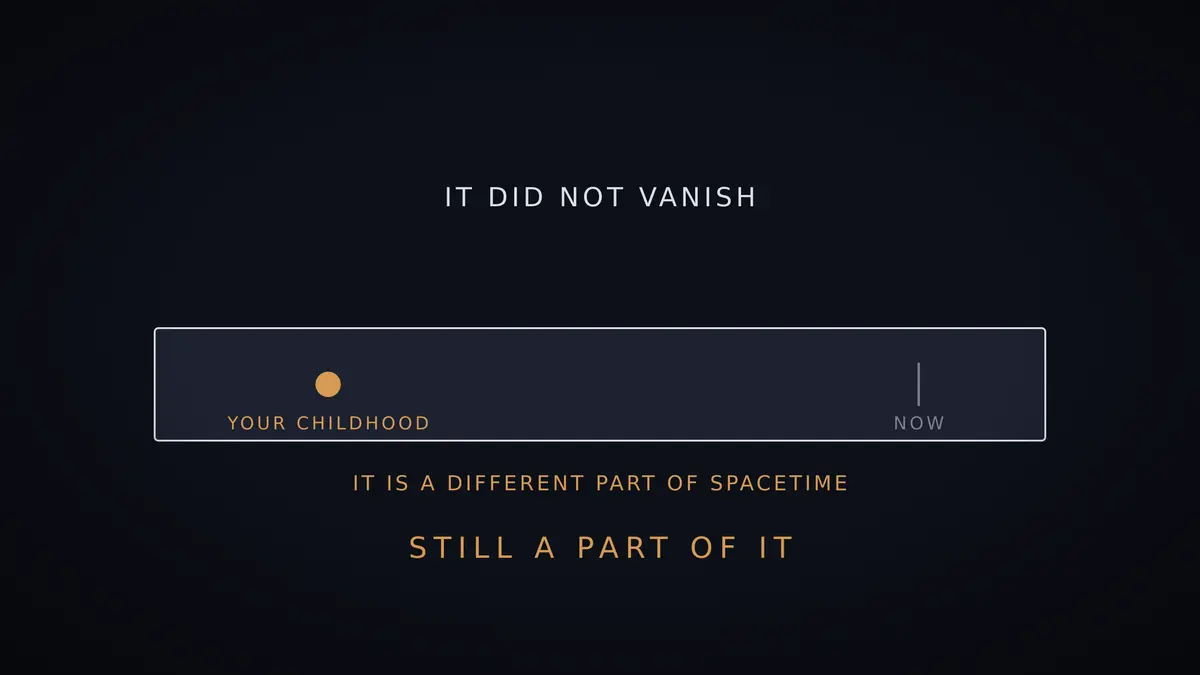 IT DID NOT VANISH
YOUR CHILDHOOD
NOW
IT IS A DIFFERENT PART OF SPACETIME
STILL A PART OF IT